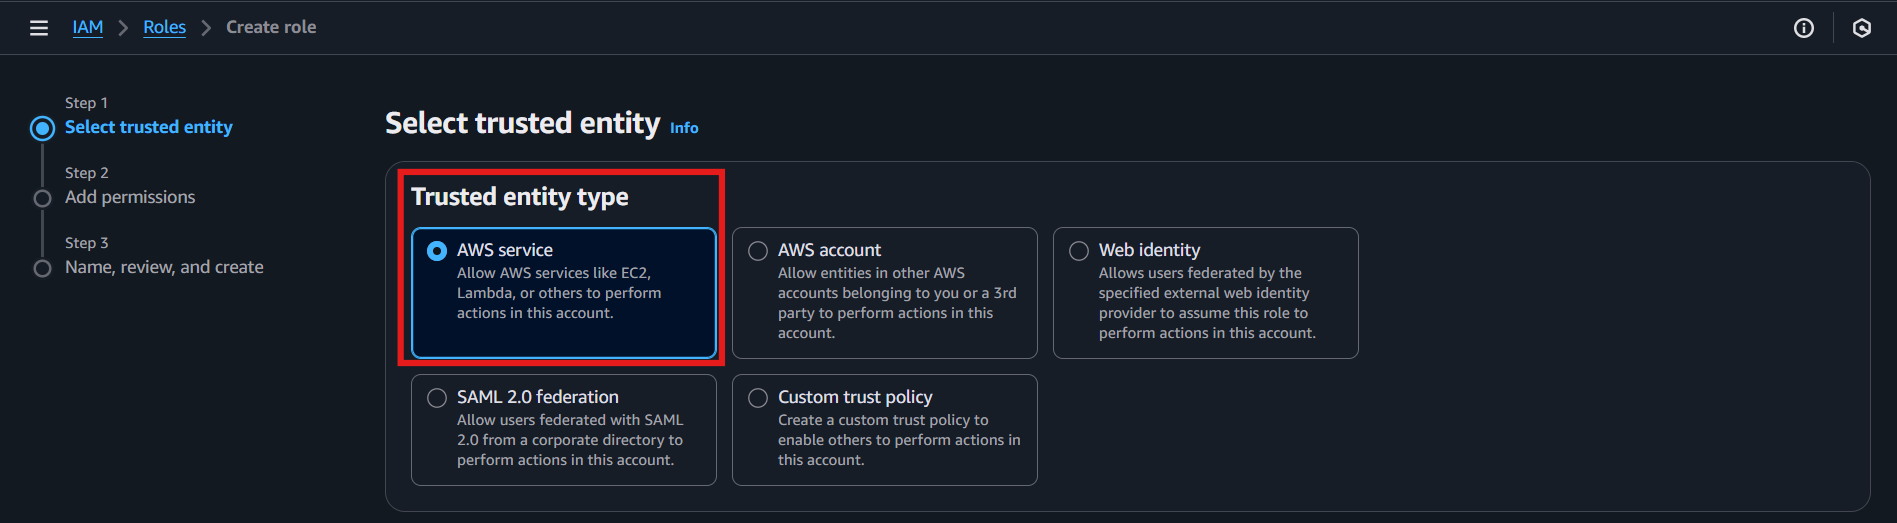 IAM > Roles > Create role
Step 1
Select trusted entity
Step 2
Add permissions
Step 3
Name, review, and create
Select trusted entity Info
Trusted entity type
AWS service
Allow AWS services like EC2,
Lambda, or others to perform
actions in this account.
AWS account
Allow entities in other AWS
accounts belonging to you or a 3rd
party to perform actions in this
account.
Web identity
Allows users federated by the
specified external web identity
provider to assume this role to
perform actions in this account.
SAML 2.0 federation
Allow users federated with SAML
2.0 from a corporate directory to
perform actions in this account.
Custom trust policy
Create a custom trust policy to
enable others to perform actions in
this account.